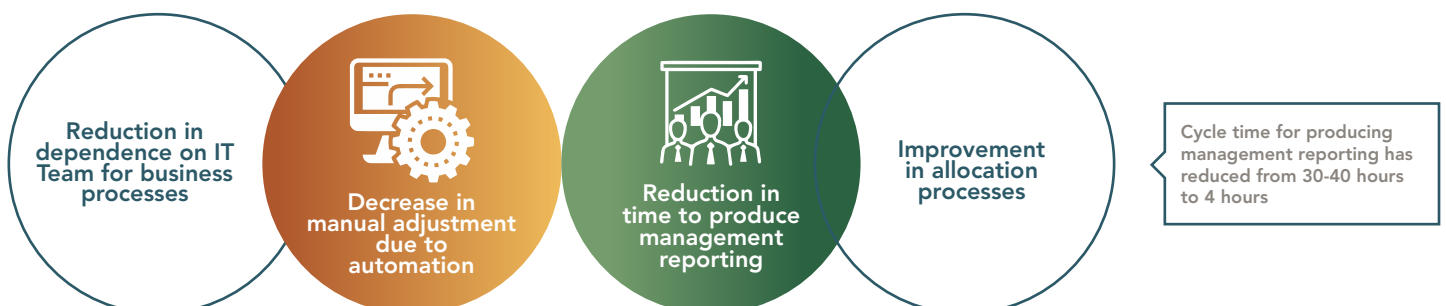 Reduction in
dependence on IT
Team for business
processes
Decrease in
manual adjustment
due to
automation
Reduction in
time to produce
management
reporting
Improvement
in allocation
processes
Cycle time for producing
management reporting has
reduced from 30-40 hours
to 4 hours